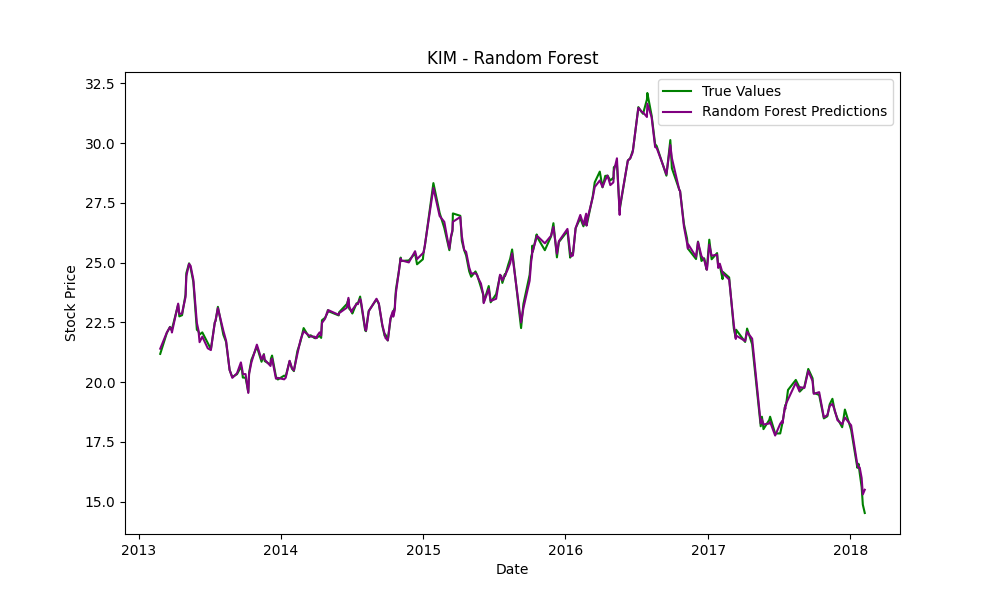 KIM - Random Forest
True Values
Random Forest Predictions
Stock Price
32.5
30.0
27.5
25.0
22.5
20.0
17.5
15.0
2013 2014 2015 2016 2017 2018
Date